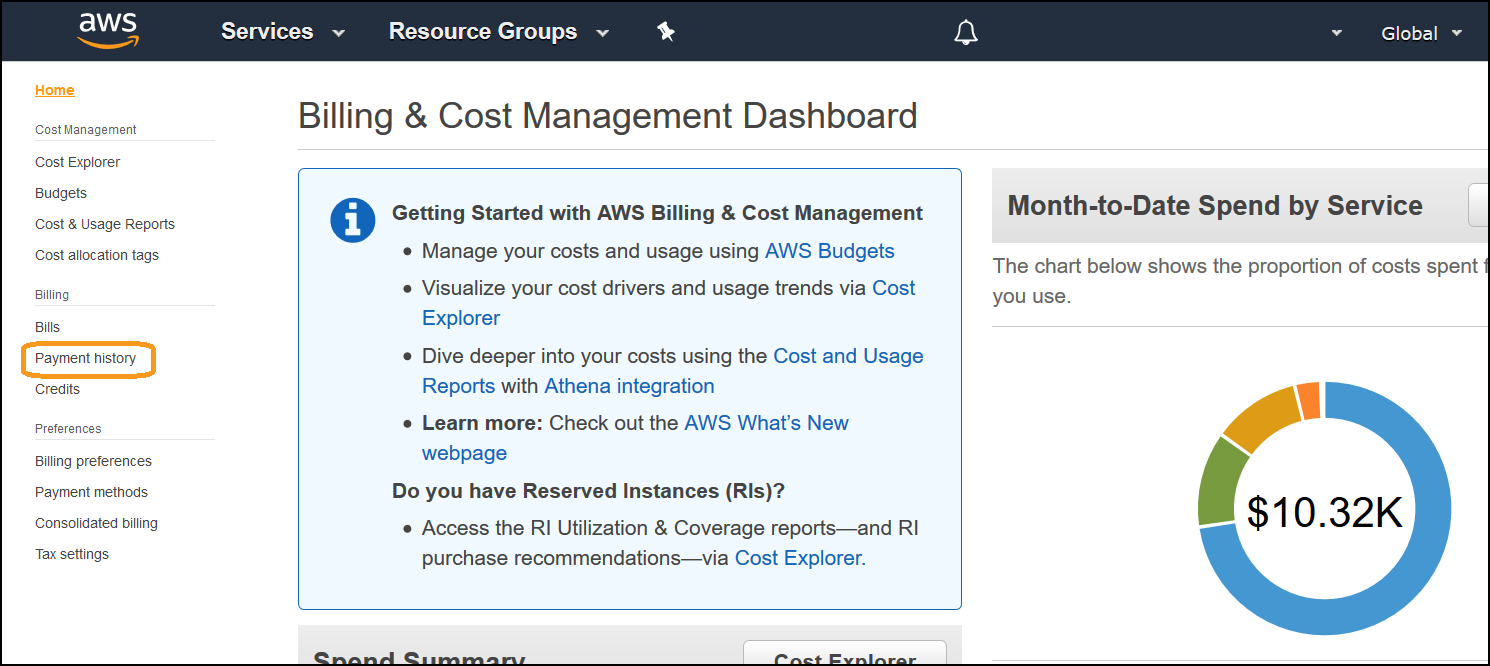 aws Services Resource Groups Global
Home
Cost Management
Cost Explorer
Budgets
Cost & Usage Reports
Cost allocation tags
Billing
Bills
Payment history
Credits
Preferences
Billing preferences
Payment methods
Consolidated billing
Tax settings
Billing & Cost Management Dashboard
Getting Started with AWS Billing & Cost Management
• Manage your costs and usage using AWS Budgets
• Visualize your cost drivers and usage trends via Cost
Explorer
• Dive deeper into your costs using the Cost and Usage
Reports with Athena integration
• Learn more: Check out the AWS What’s New
webpage
Do you have Reserved Instances (RIs)?
• Access the RI Utilization & Coverage reports—and RI
purchase recommendations—via Cost Explorer.
Spend Summary
Cost Explorer
Month-to-Date Spend by Service
The chart below shows the proportion of costs spent
you use.
$10.32K